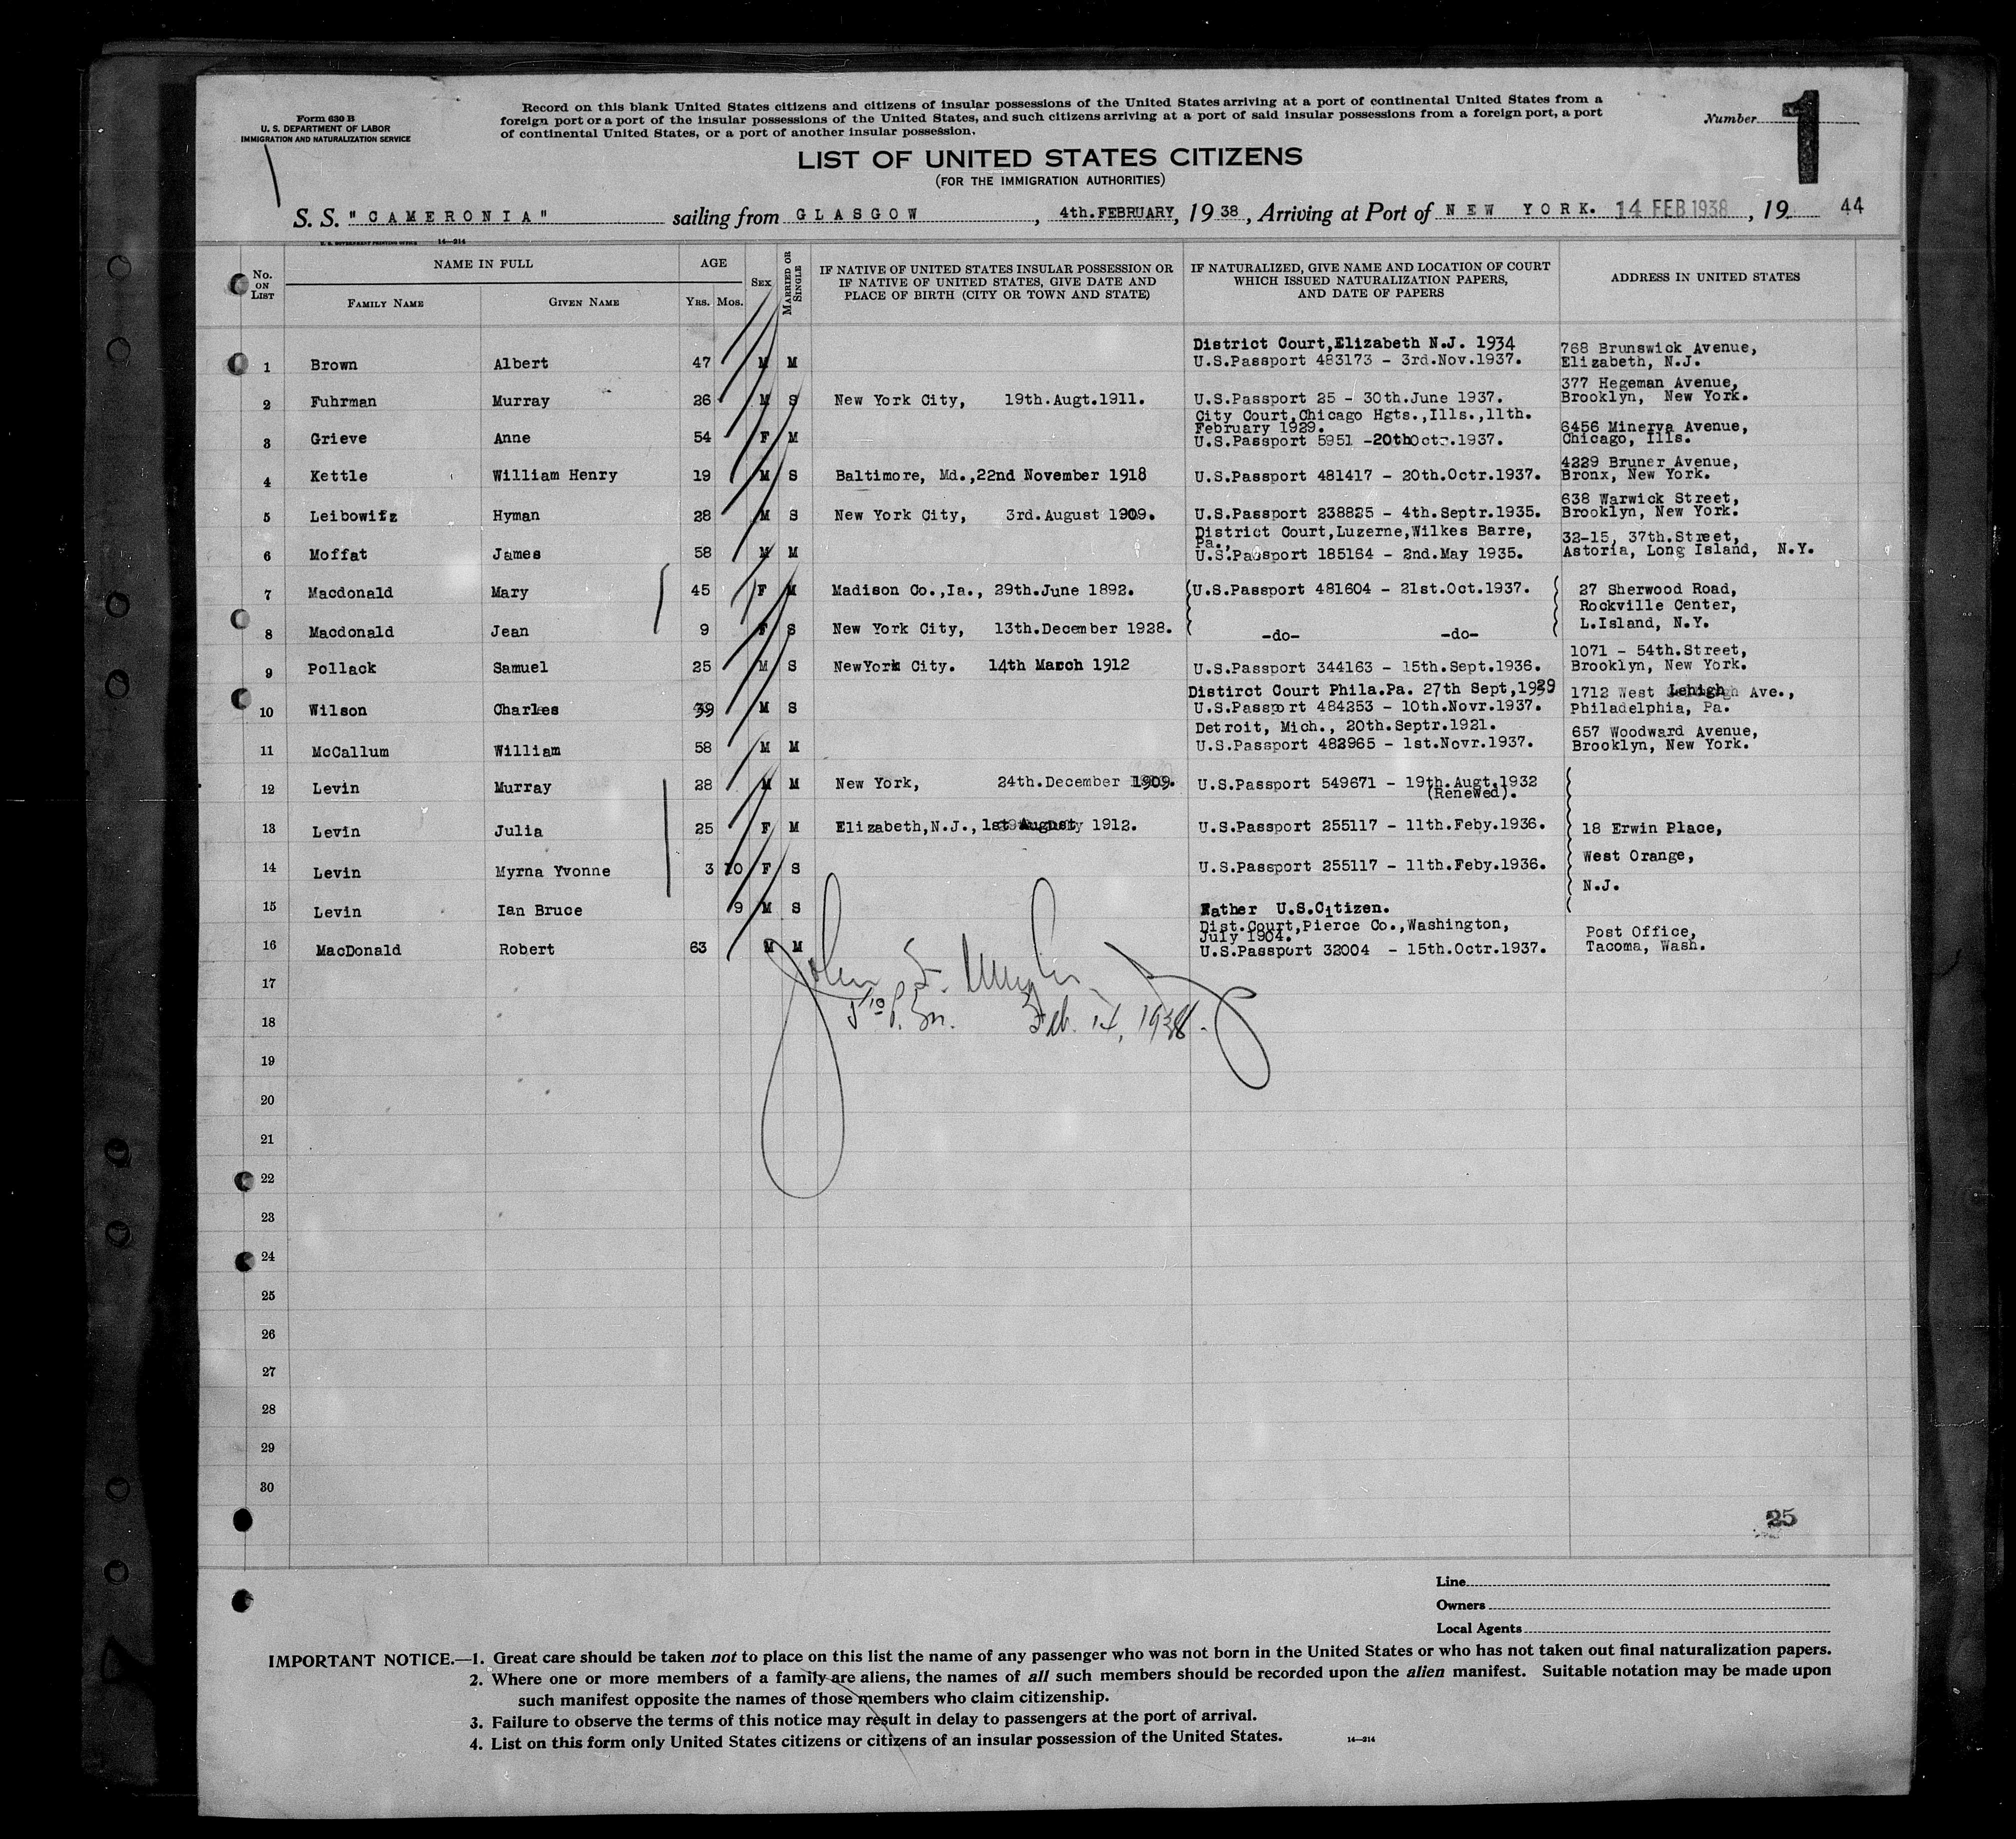 Form 630 B
U. S. DEPARTMENT OF LABOR
IMMIGRATION AND NATURALIZATION SERVICE
Record on this blank United States citizens and citizens of insular possessions of the United States arriving at a port of continental United States from a
foreign port or a port of the insular possessions of the United States, and such citizens arriving at a port of said insular possessions from a foreign port, a port
of continental United States, or a port of another insular possession.
Number 1
LIST OF UNITED STATES CITIZENS
(FOR THE IMMIGRATION AUTHORITIES)
S. S. "CAMERONIA" sailing from GLASGOW, 4th.FEBRUARY, 1938, Arriving at Port of NEW YORK. 14 FEB 1938, 19 44
U. S. GOVERNMENT PRINTING OFFICE 14—214
No. ON LIST
NAME IN FULL
FAMILY NAME GIVEN NAME
AGE
YRS. MOS.
SEX
MARRIED OR SINGLE
IF NATIVE OF UNITED STATES INSULAR POSSESSION OR
IF NATIVE OF UNITED STATES, GIVE DATE AND
PLACE OF BIRTH (CITY OR TOWN AND STATE)
IF NATURALIZED, GIVE NAME AND LOCATION OF COURT
WHICH ISSUED NATURALIZATION PAPERS,
AND DATE OF PAPERS
ADDRESS IN UNITED STATES
District Court,Elizabeth N.J. 1934 768 Brunswick Avenue,
1 Brown Albert 47 M M U.S.Passport 483173 - 3rd.Nov.1937. Elizabeth, N.J.
377 Hegeman Avenue,
2 Fuhrman Murray 26 M S New York City, 19th.Augt.1911. U.S.Passport 25 - 30th.June 1937. Brooklyn, New York.
City Court,Chicago Hgts.,Ills.,11th.
February 1929. 6456 Minerva Avenue,
3 Grieve Anne 54 F M U.S.Passport 5951 -20thOctr.1937. Chicago, Ills.
4229 Bruner Avenue,
4 Kettle William Henry 19 M S Baltimore, Md.,22nd November 1918 U.S.Passport 481417 - 20th.Octr.1937. Bronx, New York.
638 Warwick Street,
5 Leibowitz Hyman 28 M S New York City, 3rd.August 1909. U.S.Passport 238825 - 4th.Septr.1935. Brooklyn, New York.
District Court,Luzerne,Wilkes Barre,
Pa., 32-15, 37th.Street,
6 Moffat James 58 M M U.S.Passport 185164 - 2nd.May 1935. Astoria, Long Island, N.Y.
7 Macdonald Mary 45 F M Madison Co.,Ia., 29th.June 1892. U.S.Passport 481604 - 21st.Oct.1937. 27 Sherwood Road,
Rockville Center,
8 Macdonald Jean 9 F S New York City, 13th.December 1928. -do- -do- L.Island, N.Y.
1071 - 54th.Street,
9 Pollack Samuel 25 M S NewYork City. 14th March 1912 U.S.Passport 344163 - 15th.Sept.1936. Brooklyn, New York.
Distirct Court Phila.Pa. 27th Sept,1929 1712 West Lehigh Ave.,
10 Wilson Charles 39 M S U.S.Passport 484253 - 10th.Novr.1937. Philadelphia, Pa.
Detroit, Mich., 20th.Septr.1921. 657 Woodward Avenue,
11 McCallum William 58 M M U.S.Passport 482965 - 1st.Novr.1937. Brooklyn, New York.
12 Levin Murray 28 M M New York, 24th.December 1909. U.S.Passport 549671 - 19th.Augt.1932
(Renewed).
13 Levin Julia 25 F M Elizabeth,N.J.,1st August 1912. U.S.Passport 255117 - 11th.Feby.1936. 18 Erwin Place,
West Orange,
14 Levin Myrna Yvonne 3 10 F S U.S.Passport 255117 - 11th.Feby.1936.
N.J.
15 Levin Ian Bruce 9 M S Father U.S.Citizen.
Dist.Court,Pierce Co.,Washington,
July 1904. Post Office,
16 MacDonald Robert 63 M M U.S.Passport 32004 - 15th.Octr.1937. Tacoma, Wash.
17
John
18 Feb. 14, 1938.
19
20
21
22
23
24
25
26
27
28
29
30
25
Line
Owners
Local Agents
IMPORTANT NOTICE.—1. Great care should be taken not to place on this list the name of any passenger who was not born in the United States or who has not taken out final naturalization papers.
2. Where one or more members of a family are aliens, the names of all such members should be recorded upon the alien manifest. Suitable notation may be made upon
such manifest opposite the names of those members who claim citizenship.
3. Failure to observe the terms of this notice may result in delay to passengers at the port of arrival.
4. List on this form only United States citizens or citizens of an insular possession of the United States. 14—214